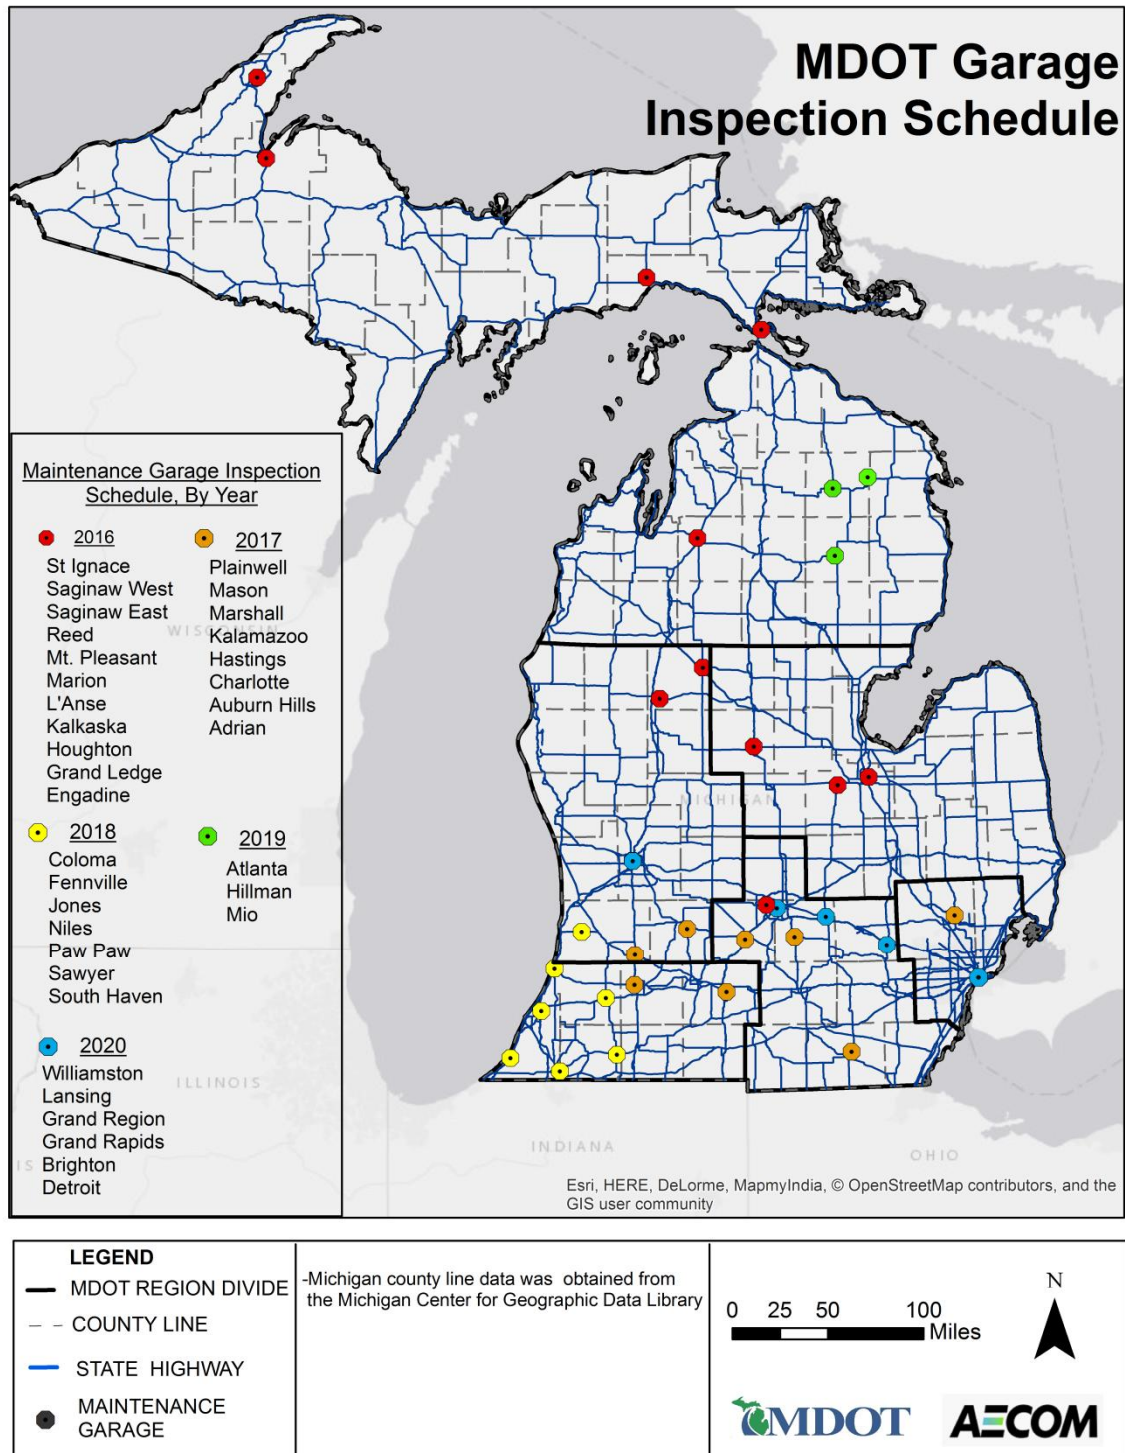 MDOT Garage
Inspection Schedule
Maintenance Garage Inspection
Schedule, By Year
2016
St Ignace
Saginaw West
Saginaw East
Reed
Mt. Pleasant
Marion
L'Anse
Kalkaska
Houghton
Grand Ledge
Engadine
2017
Plainwell
Mason
Marshall
Kalamazoo
Hastings
Charlotte
Auburn Hills
Adrian
2018
Coloma
Fennville
Jones
Niles
Paw Paw
Sawyer
South Haven
2019
Atlanta
Hillman
Mio
2020
Williamston
Lansing
Grand Region
Grand Rapids
Brighton
Detroit
WISCONSIN
MICHIGAN
ILLINOIS
IS
INDIANA
OHIO
Esri, HERE, DeLorme, MapmyIndia, © OpenStreetMap contributors, and the
GIS user community
LEGEND
MDOT REGION DIVIDE
COUNTY LINE
STATE HIGHWAY
MAINTENANCE
GARAGE
-Michigan county line data was obtained from
the Michigan Center for Geographic Data Library
0 25 50 100
Miles
N
MDOT
AECOM